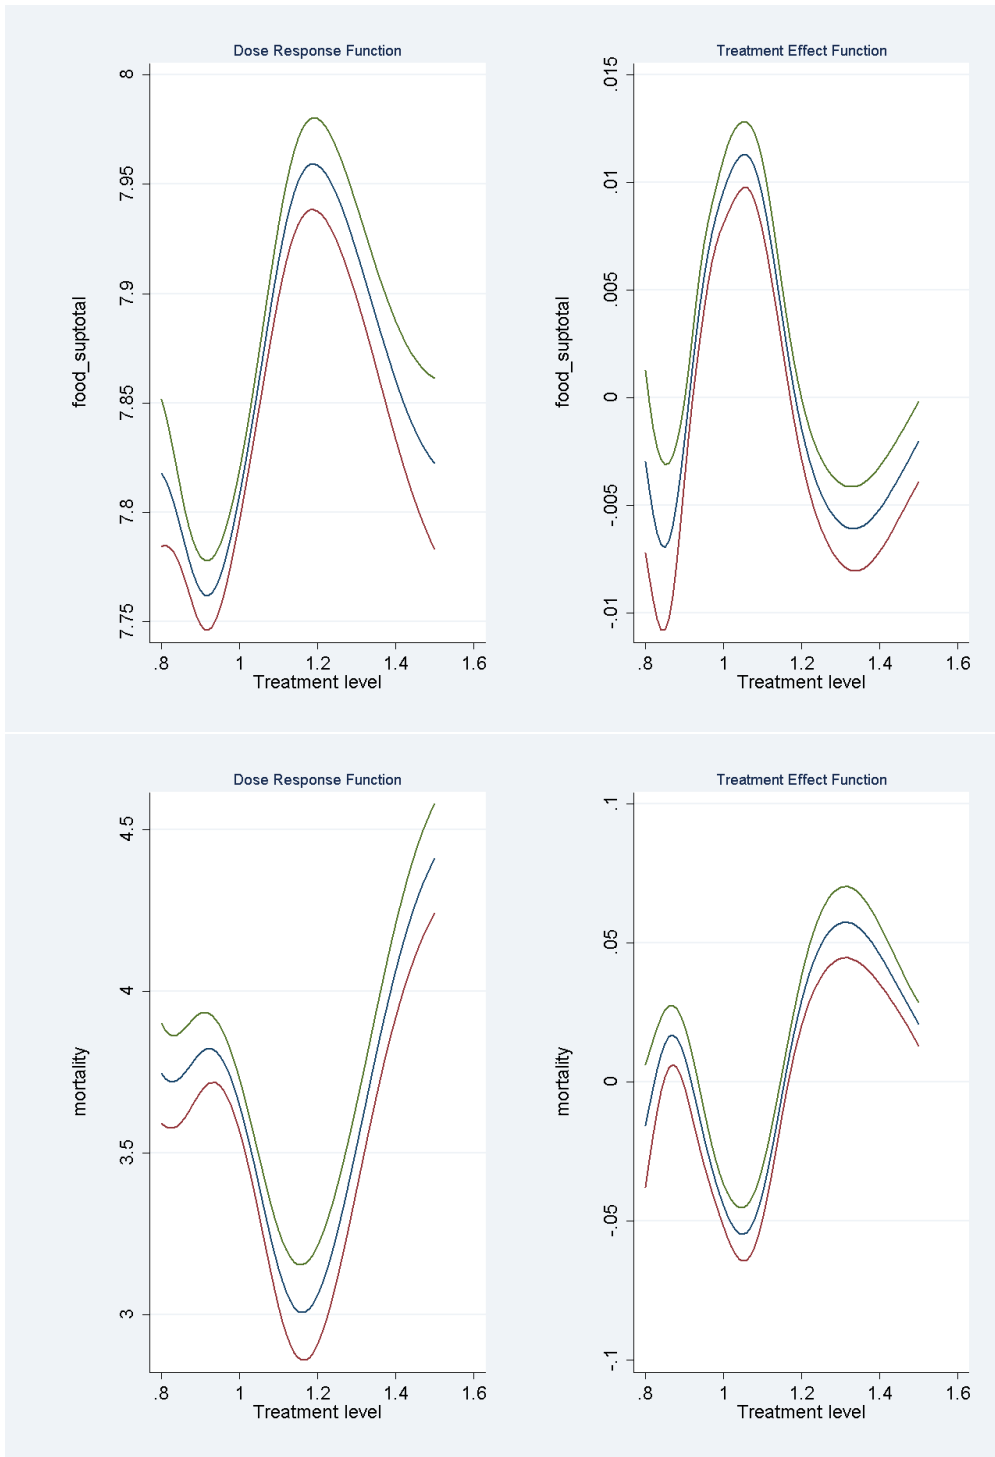 Dose Response Function
8
7.95
7.9
7.85
7.8
7.75
food_suptotal
.8 1 1.2 1.4 1.6
Treatment level
Treatment Effect Function
.015
.01
.005
0
-.005
-.01
food_suptotal
.8 1 1.2 1.4 1.6
Treatment level
Dose Response Function
4.5
4
3.5
3
mortality
.8 1 1.2 1.4 1.6
Treatment level
Treatment Effect Function
.1
.05
0
-.05
-.1
mortality
.8 1 1.2 1.4 1.6
Treatment level